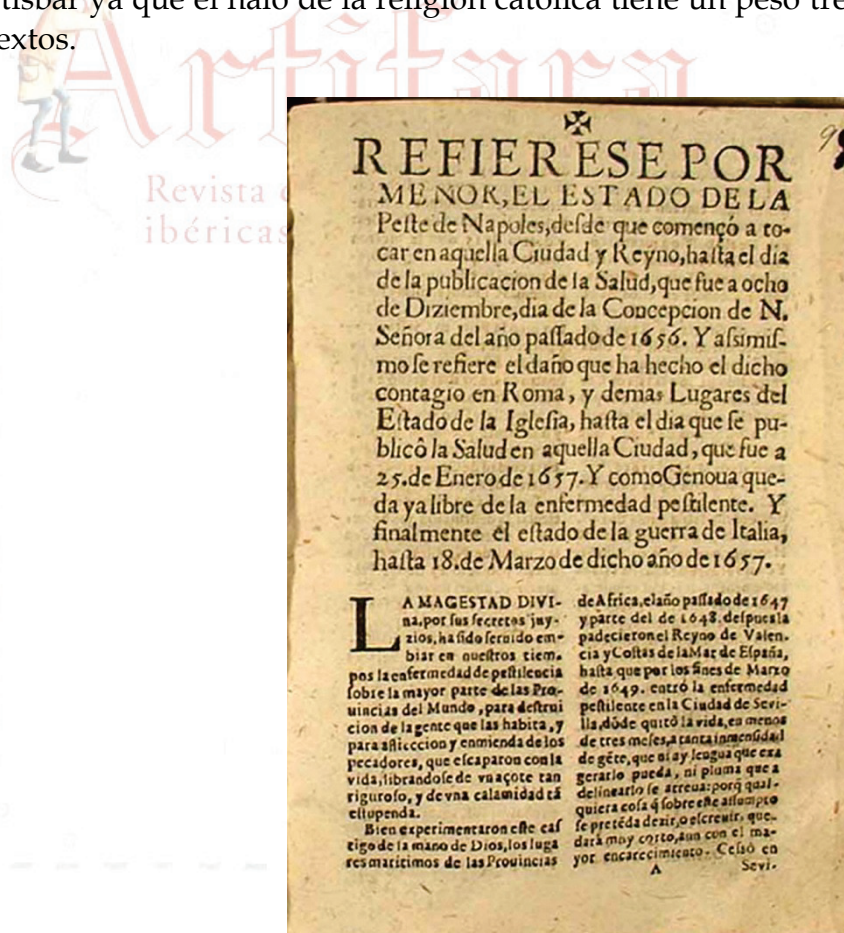 tisbar ya que el halo de la religión católica tiene un peso tre
extos.
Artifara
Revista
ibéricas
REFIERESE POR
MENOR, EL ESTADO DE LA
Peste de Napoles, desde que començó a to-
car en aquella Ciudad y Reyno, hasta el dia
de la publicacion de la Salud, que fue a ocho
de Diziembre, dia de la Concepcion de N.
Señora del año passado de 1656. Y assimis-
mo se refiere el daño que ha hecho el dicho
contagio en Roma, y demas Lugares del
Estado de la Iglesia, hasta el dia que se pu-
blicô la Salud en aquella Ciudad, que fue a
25. de Enero de 1657. Y como Genoua que-
da ya libre de la enfermedad pestilente. Y
finalmente el estado de la guerra de Italia,
hasta 18. de Marzo de dicho año de 1657.
LA MAGESTAD DIVI-
na, por sus secretos juy-
zios, ha sido seruido em-
biar en nuestros tiem-
pos la enfermedad de pestilencia
sobre la mayor parte de las Pro-
uincias del Mundo, para destrui
cion de la gente que las habita, y
para afliccion y enmienda de los
pecadores, que escaparon con la
vida, librandose de vn açote tan
riguroso, y de vna calamidad tã
estupenda.
Bien experimentaron este cas
tigo de la mano de Dios, los luga
res maritimos de las Prouincias
de Africa, el año passado de 1647
y parte del de 1648. despues la
padecieron el Reyno de Valen-
cia y Costas de la Mar de España,
hasta que por los fines de Marzo
de 1649. entró la enfermedad
pestilente en la Ciudad de Sevi-
lla, dõde quitò la vida, en menos
de tres meses, a tanta inmensidad
de gẽte, que ni ay lengua que exa
gerarlo pueda, ni pluma que a
delinearlo se atreua: porq̃ qual-
quiera cosa q̃ sobre este assumpto
se pretẽda dezir, o escreuir, que-
darà muy corto, aun con el ma-
yor encarecimiento. Cessò en
A
Sevi-